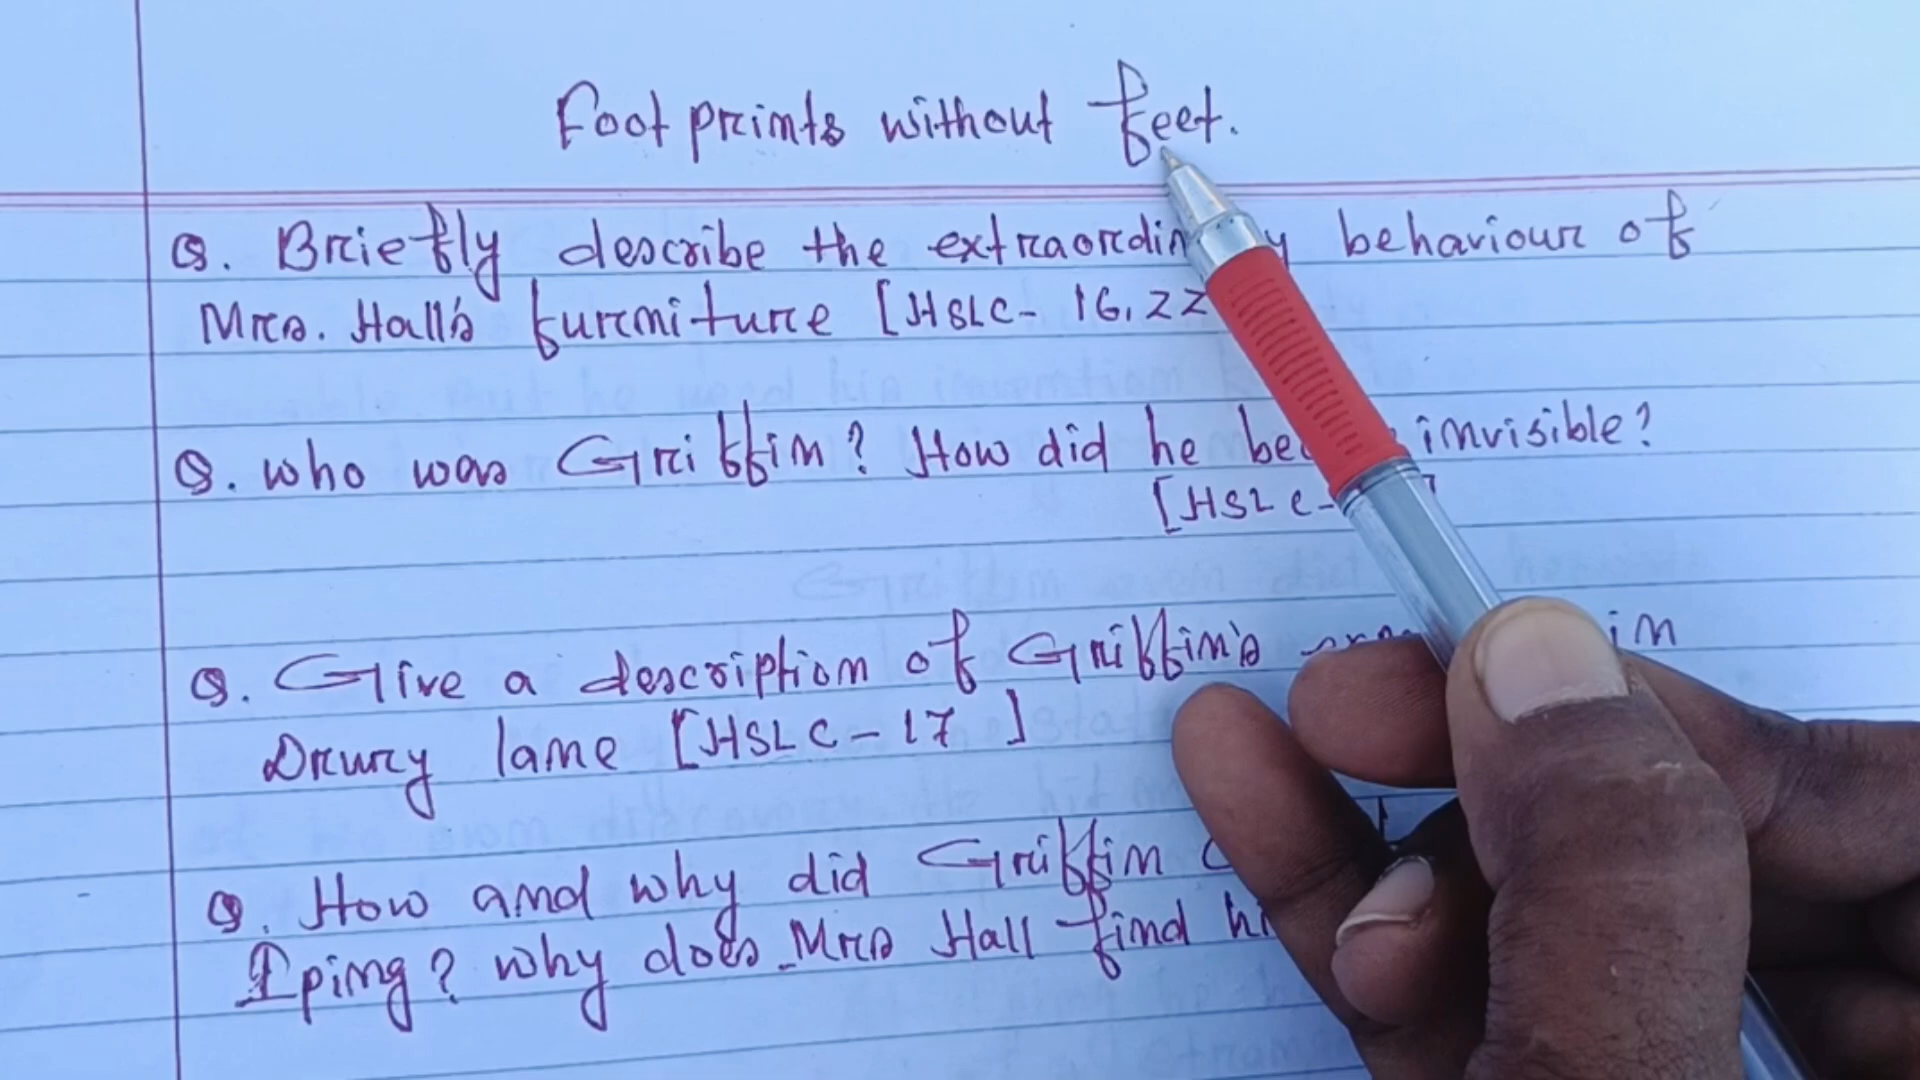 Foot prints without feet.
Q. Briefly describe the behaviour of
Mrs. Hall's furniture [HSLC- 16, 22
Q. who was Griffin? How did he invisible?
[HSLC-
Q. Give a description of Griffin's in
Drury lane [HSLC-17 ]
Q. How and why did Griffin
Iping? why does Mrs Hall find